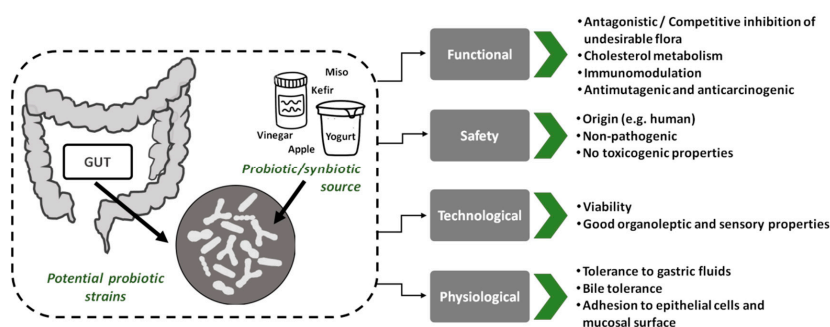 Miso
Kefir
Vinegar
Yogurt
Apple
GUT
Probiotic/synbiotic
source
Potential probiotic
strains
Functional
• Antagonistic / Competitive inhibition of
undesirable flora
• Cholesterol metabolism
• Immunomodulation
• Antimutagenic and anticarcinogenic
Safety
• Origin (e.g. human)
• Non-pathogenic
• No toxicogenic properties
Technological
• Viability
• Good organoleptic and sensory properties
Physiological
• Tolerance to gastric fluids
• Bile tolerance
• Adhesion to epithelial cells and
mucosal surface